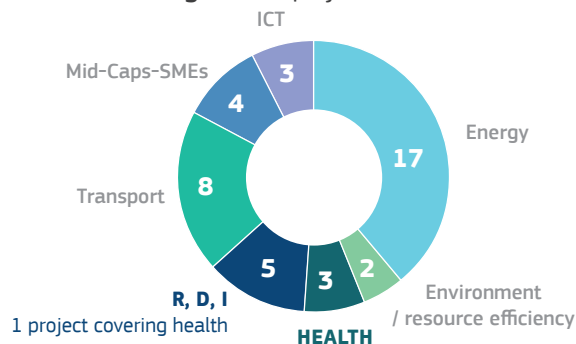 ICT
Mid-Caps-SMEs
3
4
Energy
17
Transport
8
5
3
2
R, D, I
1 project covering health
HEALTH
Environment
/ resource efficiency